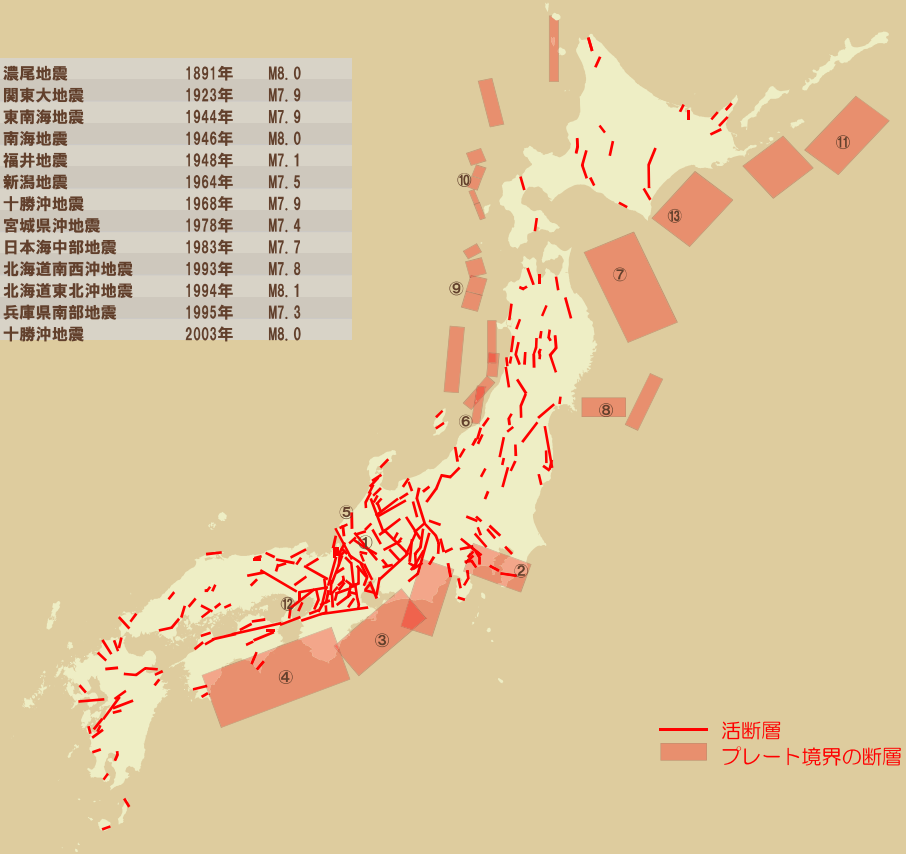 濃尾地震 1891年 M8.0
関東大地震 1923年 M7.9
東南海地震 1944年 M7.9
南海地震 1946年 M8.0
福井地震 1948年 M7.1
新潟地震 1964年 M7.5
十勝沖地震 1968年 M7.9
宮城県沖地震 1978年 M7.4
日本海中部地震 1983年 M7.7
北海道南西沖地震 1993年 M7.8
北海道東北沖地震 1994年 M8.1
兵庫県南部地震 1995年 M7.3
十勝沖地震 2003年 M8.0
⑪
⑩
⑬
⑦
⑨
⑧
⑥
⑤
①
②
⑫
③
④
活断層
プレート境界の断層